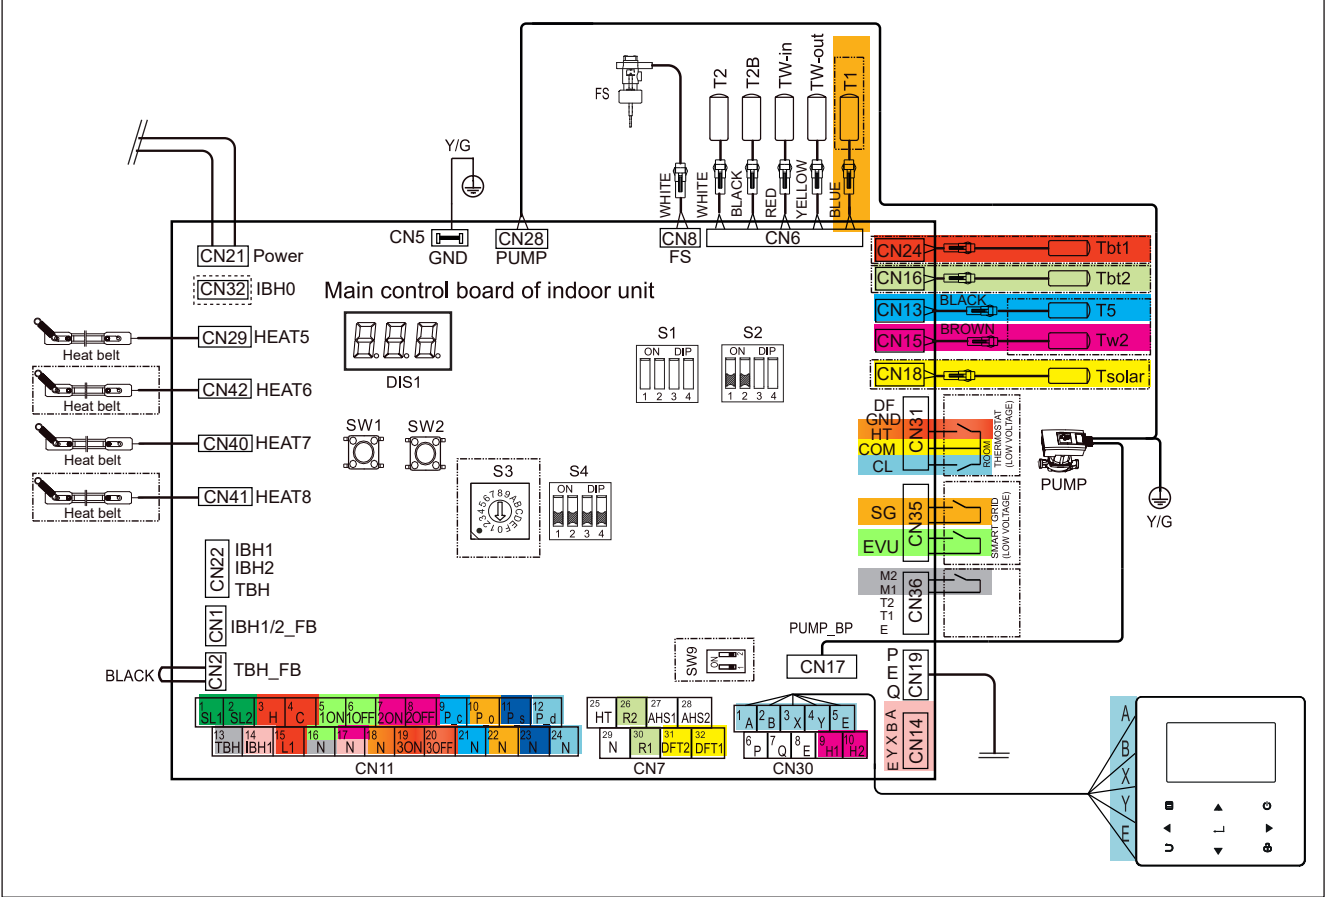 FS
T2
T2B
TW-in
TW-out
T1
Y/G
WHITE
WHITE
BLACK
RED
YELLOW
BLUE
CN5
GND
CN28
PUMP
CN8
FS
CN6
CN21 Power
CN32 IBH0
Main control board of indoor unit
CN24 Tbt1
CN16 Tbt2
CN13 BLACK T5
CN15 BROWN Tw2
CN18 Tsolar
Heat belt
CN29 HEAT5
Heat belt
CN42 HEAT6
Heat belt
CN40 HEAT7
Heat belt
CN41 HEAT8
DIS1
S1
ON DIP
1 2 3 4
S2
ON DIP
1 2 3 4
SW1
SW2
S3
0123456789ABCDEF
S4
ON DIP
1 2 3 4
DF
GND
HT
COM
CL
CN31
ROOM
THERMOSTAT
(LOW VOLTAGE)
PUMP
Y/G
SG
EVU
CN35
SMART GRID
(LOW VOLTAGE)
M2
M1
T2
T1
E
CN36
CN22
IBH1
IBH2
TBH
CN1
IBH1/2_FB
BLACK
CN2
TBH_FB
PUMP_BP
CN17
SW9
ON
1 2
P
E
Q
CN19
A
B
X
Y
E
CN14
1 2 3 4 5 6 7 8 9 10 11 12
SL1 SL2 H C 1ON 1OFF 2ON 2OFF P_c P_o P_s P_d
13 14 15 16 17 18 19 20 21 22 23 24
TBH IBH1 L1 N N N 3ON 3OFF N N N N
CN11
25 26 27 28
HT R2 AHS1 AHS2
29 30 31 32
N R1 DFT2 DFT1
CN7
1 2 3 4 5
A B X Y E
6 7 8 9 10
P Q E H1 H2
CN30
A
B
X
Y
E